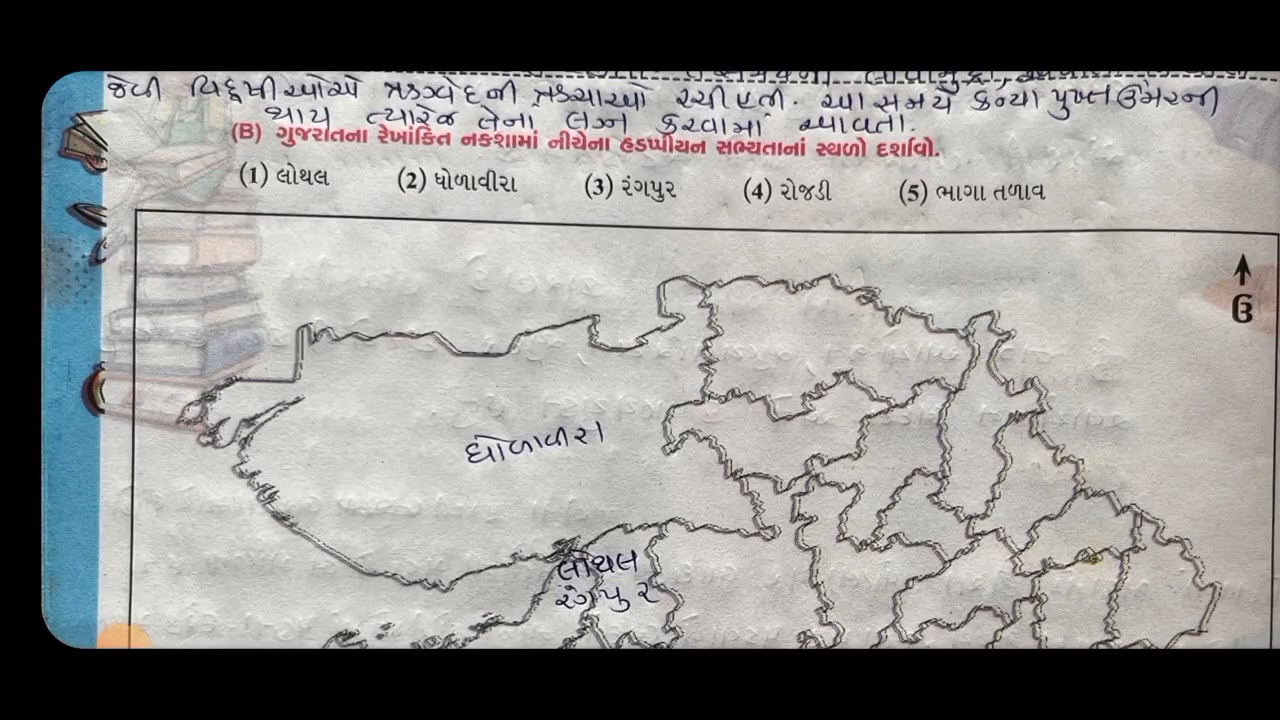 જેવી વિદૂષીઓએ ઋગ્વેદની ઋચાઓ રચી હતી. આ સમયે કન્યા પુખ્ત ઉંમરની
થાય ત્યારેજ તેના લગ્ન કરવામાં આવતા.
(B) ગુજરાતના રેખાંકિત નકશામાં નીચેના હડપ્પીયન સભ્યતાનાં સ્થળો દર્શાવો.
(1) લોથલ (2) ધોળાવીરા (3) રંગપુર (4) રોજડી (5) ભાગા તળાવ
ઉ
ધોળાવીરા
લોથલ
રંગપુર